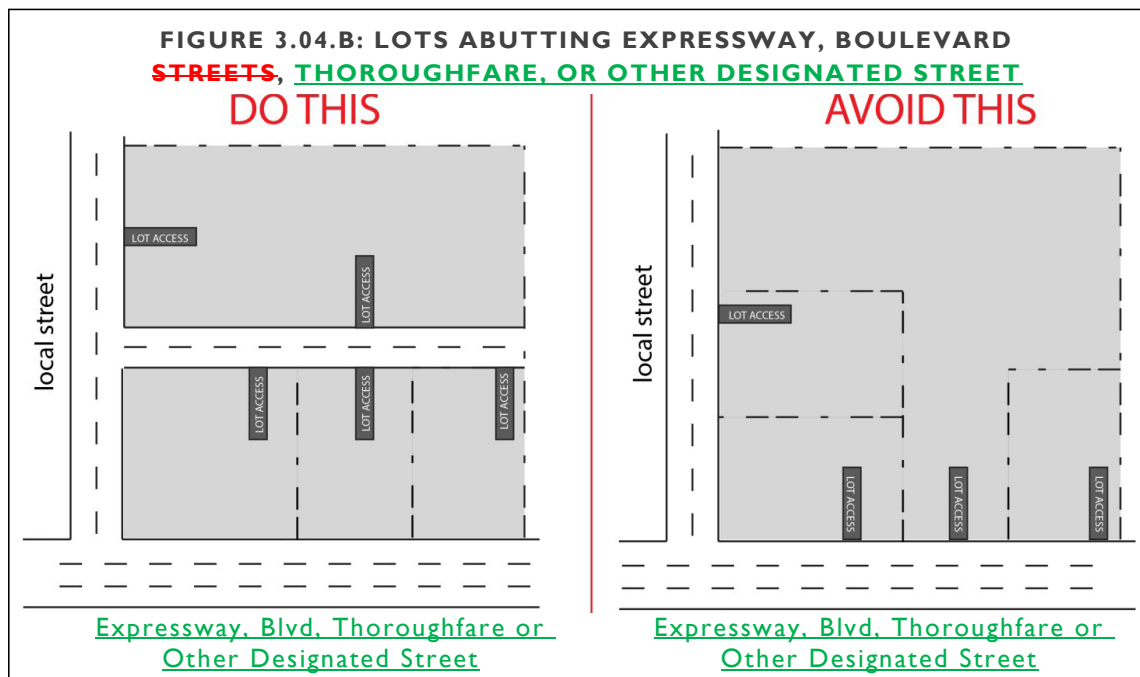 FIGURE 3.04.B: LOTS ABUTTING EXPRESSWAY, BOULEVARD
STREETS, THOROUGHFARE, OR OTHER DESIGNATED STREET
DO THIS
local street
LOT ACCESS
LOT ACCESS
LOT ACCESS
LOT ACCESS
LOT ACCESS
Expressway, Blvd, Thoroughfare or
Other Designated Street
AVOID THIS
local street
LOT ACCESS
LOT ACCESS
LOT ACCESS
LOT ACCESS
Expressway, Blvd, Thoroughfare or
Other Designated Street